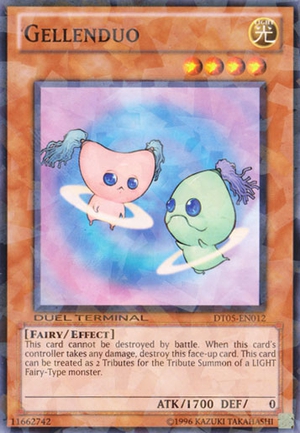 GELLENDUO
LIGHT
光
DUEL TERMINAL
DT05-EN012
[FAIRY/EFFECT]
This card cannot be destroyed by battle. When this card's
controller takes any damage, destroy this face-up card. This card
can be treated as 2 Tributes for the Tribute Summon of a LIGHT
Fairy-Type monster.
ATK/1700 DEF/ 0
11662742
©1996 KAZUKI TAKAHASHI